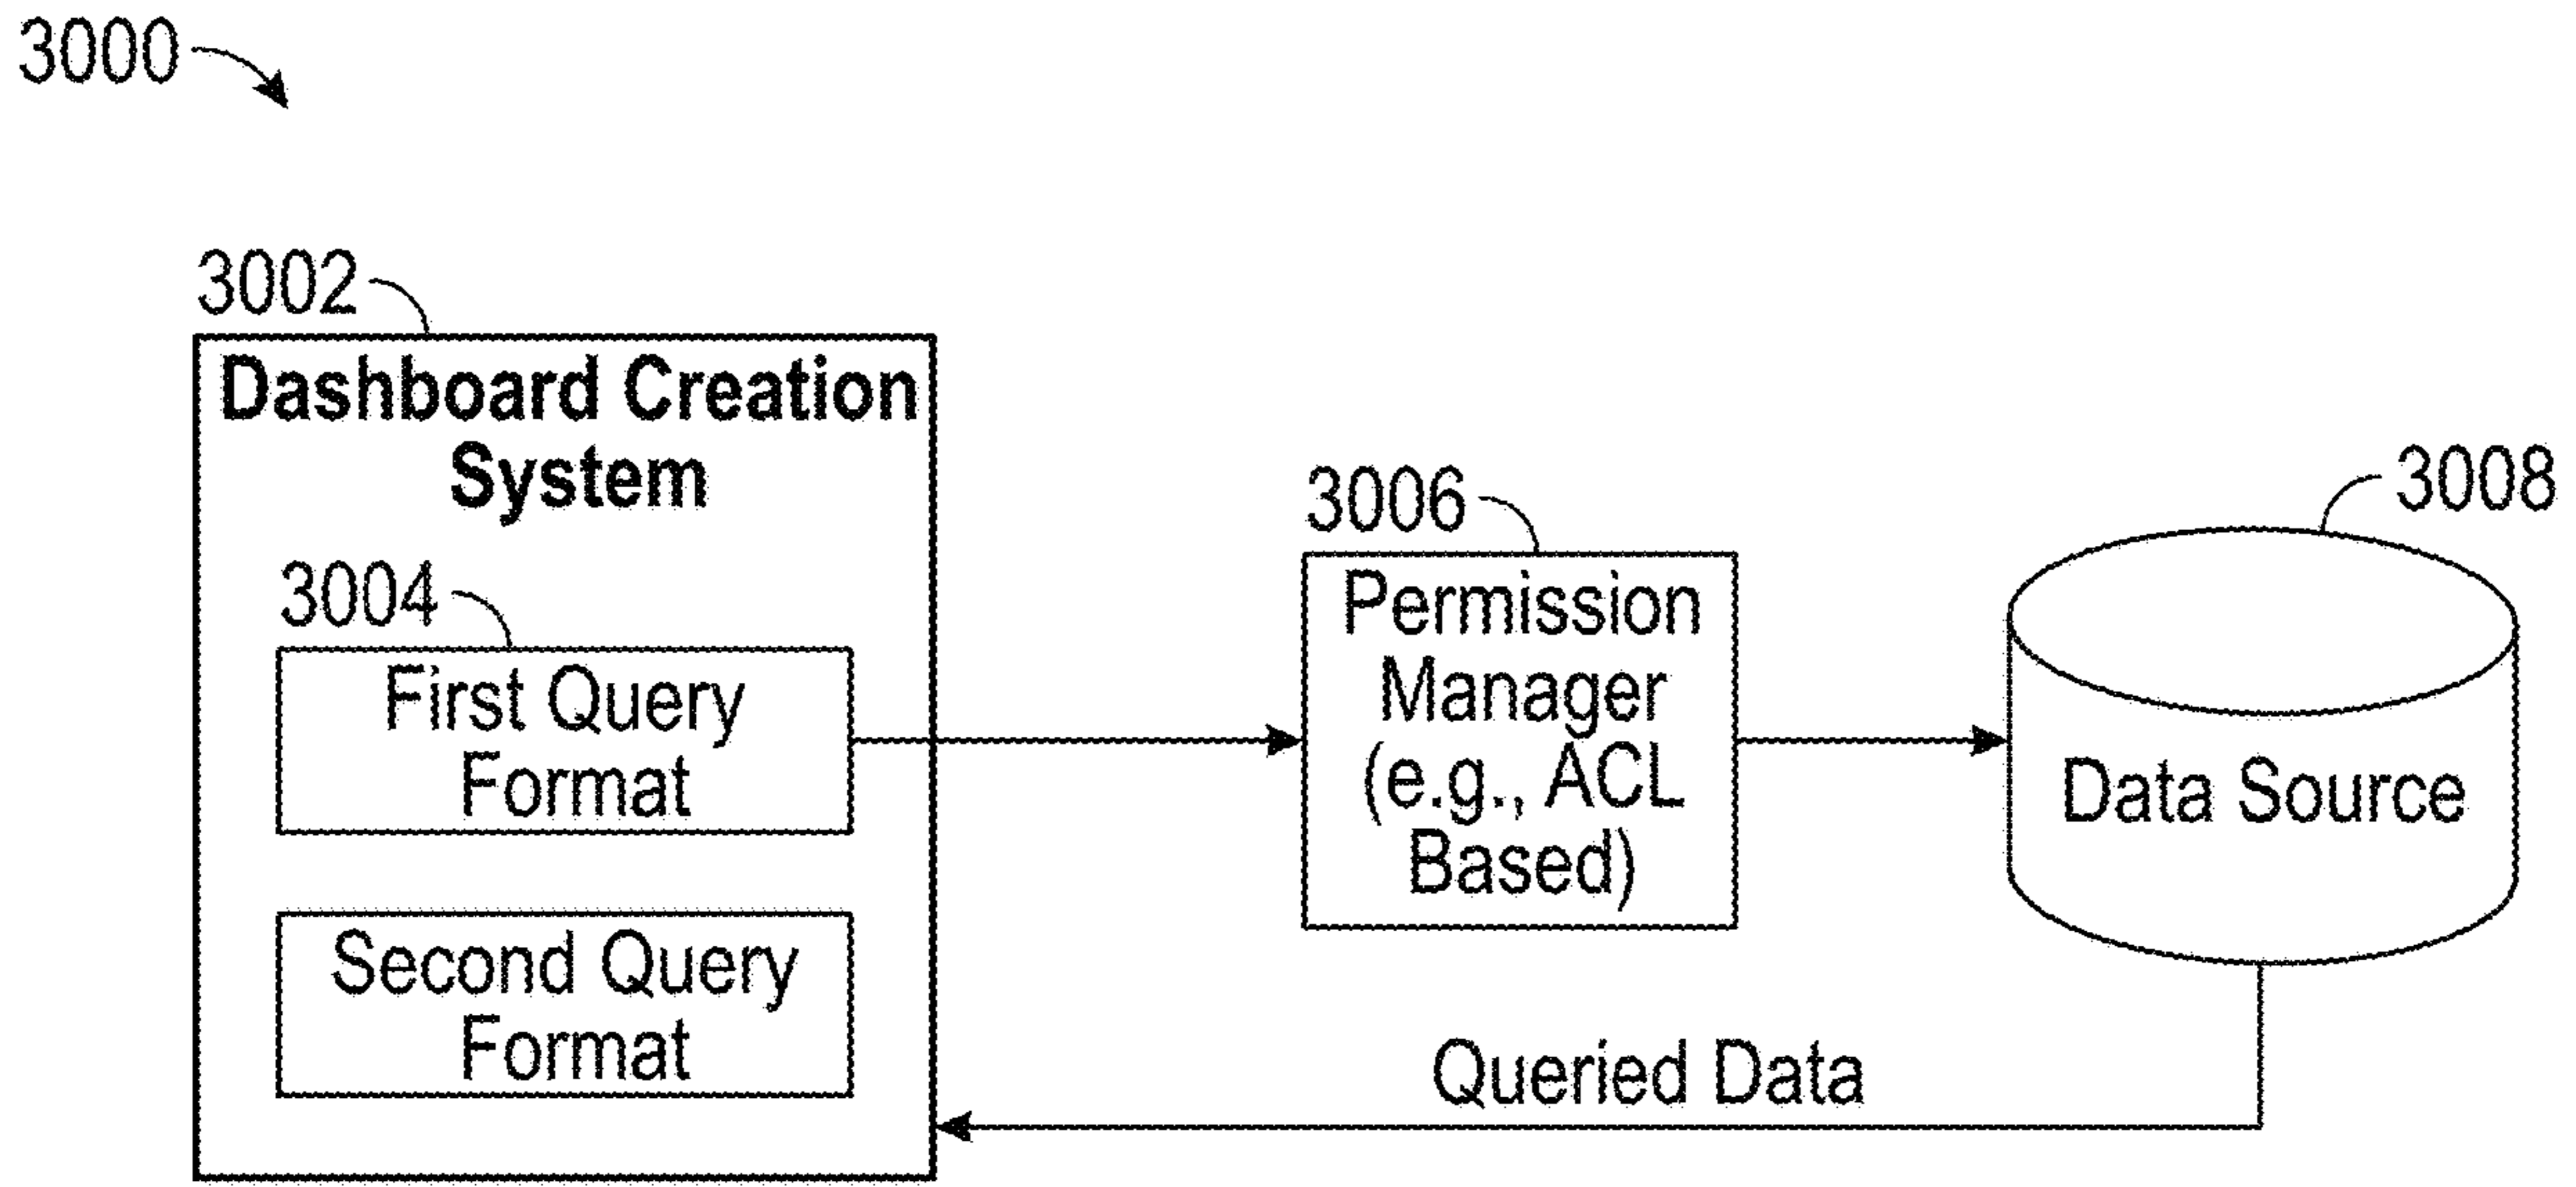 3000
3002
Dashboard Creation
System
3004
First Query
Format
Second Query
Format
3006
Permission
Manager
(e.g., ACL
Based)
3008
Data Source
Queried Data